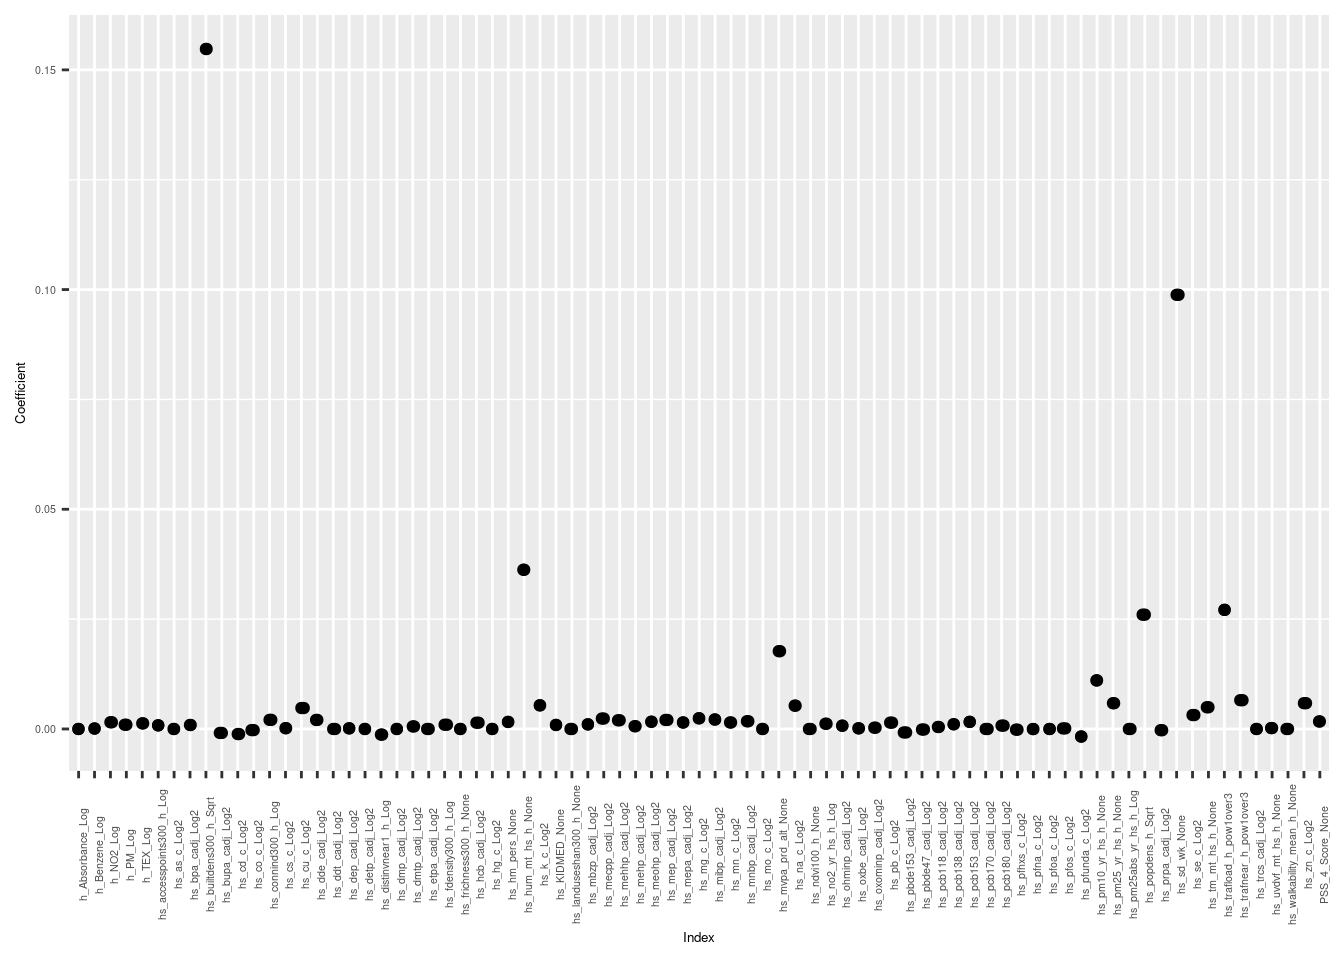 0.15
0.10
0.05
0.00
Coefficient
h_Absorbance_Log
h_Benzene_Log
h_NO2_Log
h_PM_Log
h_TEX_Log
hs_accesspoints300_h_Log
hs_as_c_Log2
hs_bpa_cadj_Log2
hs_builtdens300_h_Sqrt
hs_bupa_cadj_Log2
hs_cd_c_Log2
hs_co_c_Log2
hs_connind300_h_Log
hs_cs_c_Log2
hs_cu_c_Log2
hs_dde_cadj_Log2
hs_ddt_cadj_Log2
hs_dep_cadj_Log2
hs_detp_cadj_Log2
hs_distinvnear1_h_Log
hs_dmp_cadj_Log2
hs_dmtp_cadj_Log2
hs_etpa_cadj_Log2
hs_fdensity300_h_Log
hs_frichness300_h_None
hs_hcb_cadj_Log2
hs_hg_c_Log2
hs_hm_pers_None
hs_hum_mt_hs_h_None
hs_k_c_Log2
hs_KIDMED_None
hs_landuseshan300_h_None
hs_mbzp_cadj_Log2
hs_mecpp_cadj_Log2
hs_mehhp_cadj_Log2
hs_mehp_cadj_Log2
hs_meohp_cadj_Log2
hs_mep_cadj_Log2
hs_mepa_cadj_Log2
hs_mg_c_Log2
hs_mibp_cadj_Log2
hs_mn_c_Log2
hs_mnbp_cadj_Log2
hs_mo_c_Log2
hs_mvpa_prd_alt_None
hs_na_c_Log2
hs_ndvi100_h_None
hs_no2_yr_hs_h_Log
hs_ohminp_cadj_Log2
hs_oxbe_cadj_Log2
hs_oxominp_cadj_Log2
hs_pb_c_Log2
hs_pbde153_cadj_Log2
hs_pbde47_cadj_Log2
hs_pcb118_cadj_Log2
hs_pcb138_cadj_Log2
hs_pcb153_cadj_Log2
hs_pcb170_cadj_Log2
hs_pcb180_cadj_Log2
hs_pfhxs_c_Log2
hs_pfna_c_Log2
hs_pfoa_c_Log2
hs_pfos_c_Log2
hs_pfunda_c_Log2
hs_pm10_yr_hs_h_None
hs_pm25_yr_hs_h_None
hs_pm25abs_yr_hs_h_Log
hs_popdens_h_Sqrt
hs_prpa_cadj_Log2
hs_sd_wk_None
hs_se_c_Log2
hs_tm_mt_hs_h_None
hs_trafload_h_pow1over3
hs_trafnear_h_pow1over3
hs_trcs_cadj_Log2
hs_uvdvf_mt_hs_h_None
hs_walkability_mean_h_None
hs_zn_c_Log2
PSS_4_Score_None
Index